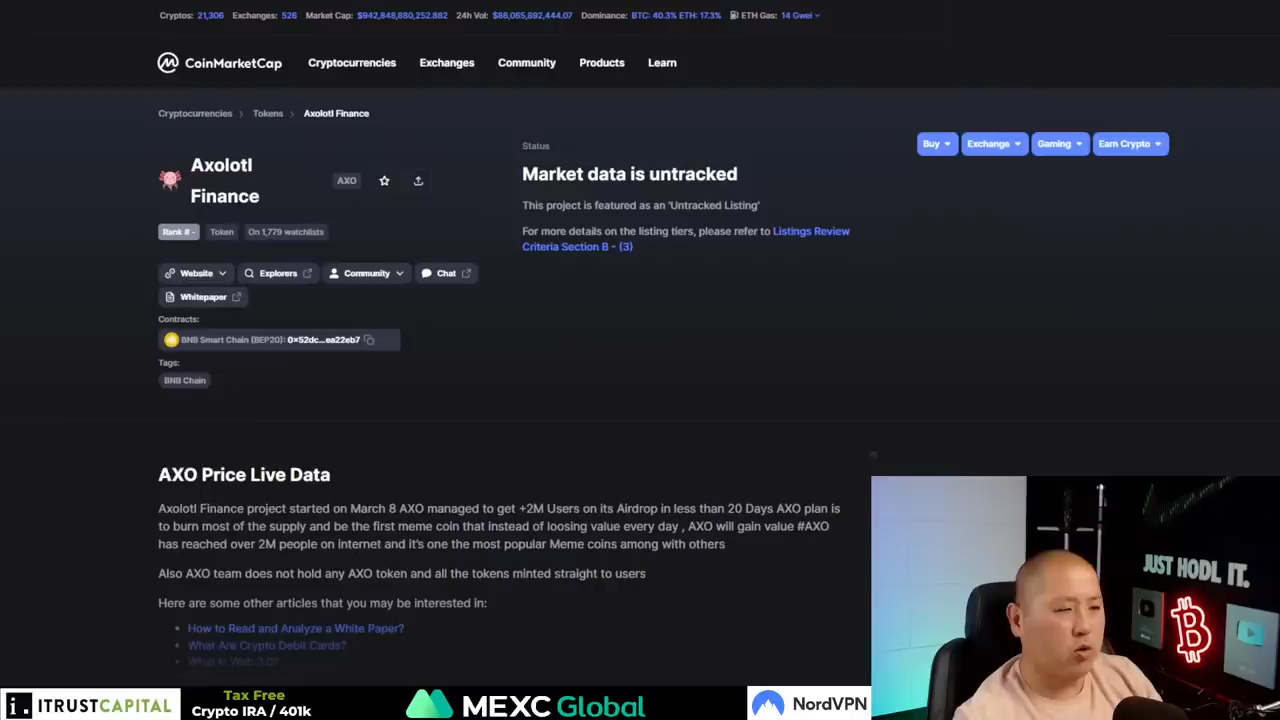 Cryptos: 21,306 Exchanges: 526 Market Cap: $942,848,880,252.882 24h Vol: $86,065,892,444.07 Dominance: BTC: 40.3% ETH: 17.3% ETH Gas: 14 Gwei
CoinMarketCap Cryptocurrencies Exchanges Community Products Learn
Cryptocurrencies > Tokens > Axolotl Finance
Axolotl
Finance
AXO
Rank # - Token On 1,779 watchlists
Website Explorers Community Chat
Whitepaper
Contracts:
BNB Smart Chain (BEP20): 0x52dc...ea22eb7
Tags:
BNB Chain
Status
Market data is untracked
This project is featured as an 'Untracked Listing'
For more details on the listing tiers, please refer to Listings Review
Criteria Section B - (3)
Buy Exchange Gaming Earn Crypto
AXO Price Live Data
Axolotl Finance project started on March 8 AXO managed to get +2M Users on its Airdrop in less than 20 Days AXO plan is
to burn most of the supply and be the first meme coin that instead of loosing value every day , AXO will gain value #AXO
has reached over 2M people on internet and it's one the most popular Meme coins among with others
Also AXO team does not hold any AXO token and all the tokens minted straight to users
Here are some other articles that you may be interested in:
• How to Read and Analyze a White Paper?
• What Are Crypto Debit Cards?
• What Is Web 3.0?
JUST HODL IT.
i. ITRUSTCAPITAL
Tax Free
Crypto IRA / 401k
MEXC Global
NordVPN